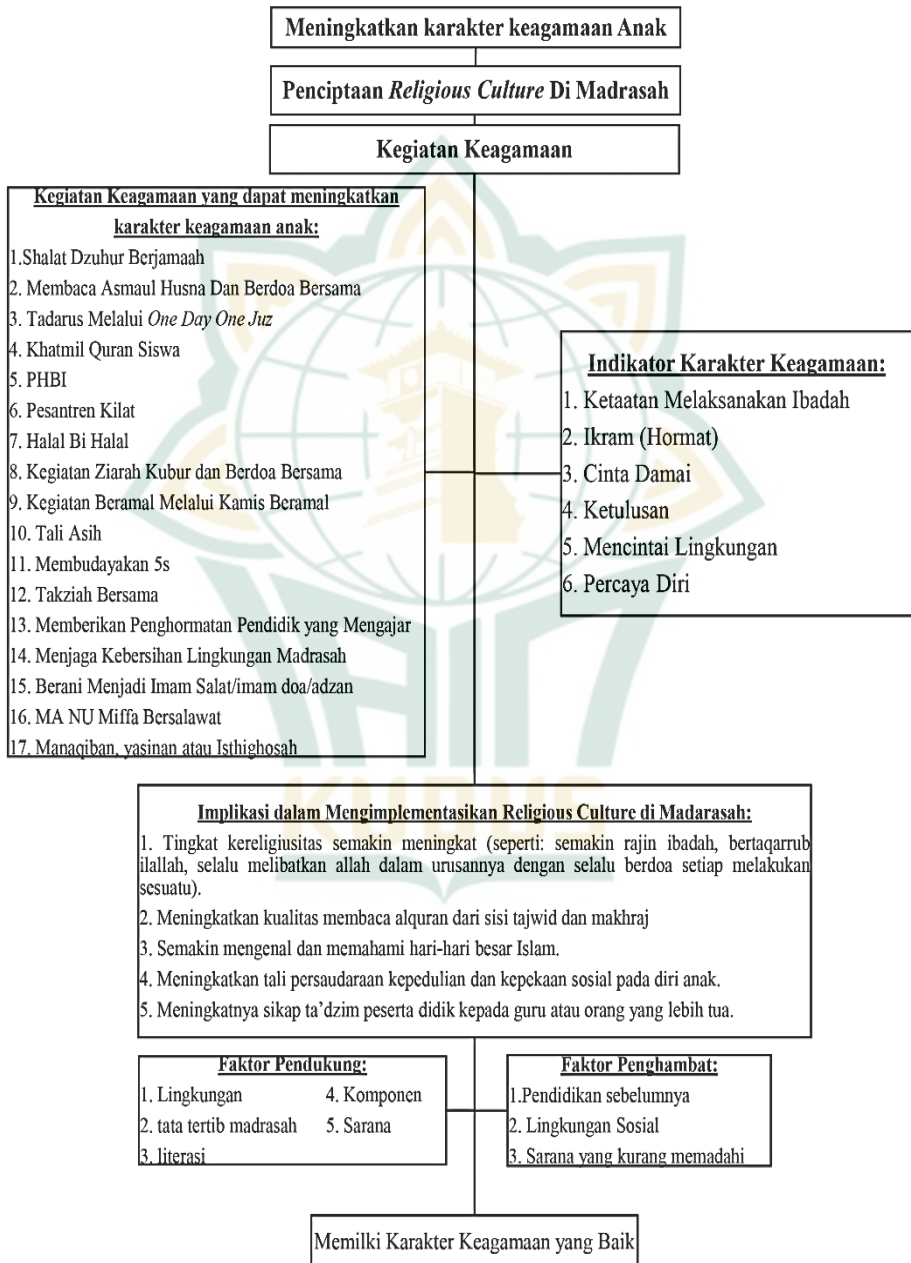 Meningkatkan karakter keagamaan Anak
Penciptaan Religious Culture Di Madrasah
Kegiatan Keagamaan
Kegiatan Keagamaan yang dapat meningkatkan
karakter keagamaan anak:
1.Shalat Dzuhur Berjamaah
2. Membaca Asmaul Husna Dan Berdoa Bersama
3. Tadarus Melalui One Day One Juz
4. Khatmil Quran Siswa
5. PHBI
6. Pesantren Kilat
7. Halal Bi Halal
8. Kegiatan Ziarah Kubur dan Berdoa Bersama
9. Kegiatan Beramal Melalui Kamis Beramal
10. Tali Asih
11. Membudayakan 5s
12. Takziah Bersama
13. Memberikan Penghormatan Pendidik yang Mengajar
14. Menjaga Kebersihan Lingkungan Madrasah
15. Berani Menjadi Imam Salat/imam doa/adzan
16. MA NU Miffa Bersalawat
17. Manaqiban, yasinan atau Isthighosah
Indikator Karakter Keagamaan:
1. Ketaatan Melaksanakan Ibadah
2. Ikram (Hormat)
3. Cinta Damai
4. Ketulusan
5. Mencintai Lingkungan
6. Percaya Diri
KUDUS
Implikasi dalam Mengimplementasikan Religious Culture di Madarasah:
1. Tingkat kereligiusitas semakin meningkat (seperti: semakin rajin ibadah, bertaqarrub
ilallah, selalu melibatkan allah dalam urusannya dengan selalu berdoa setiap melakukan
sesuatu).
2. Meningkatkan kualitas membaca alquran dari sisi tajwid dan makhraj
3. Semakin mengenal dan memahami hari-hari besar Islam.
4. Meningkatkan tali persaudaraan kepedulian dan kepekaan sosial pada diri anak.
5. Meningkatnya sikap ta’dzim peserta didik kepada guru atau orang yang lebih tua.
Faktor Pendukung:
1. Lingkungan
2. tata tertib madrasah
3. literasi
4. Komponen
5. Sarana
Faktor Penghambat:
1.Pendidikan sebelumnya
2. Lingkungan Sosial
3. Sarana yang kurang memadahi
Memilki Karakter Keagamaan yang Baik